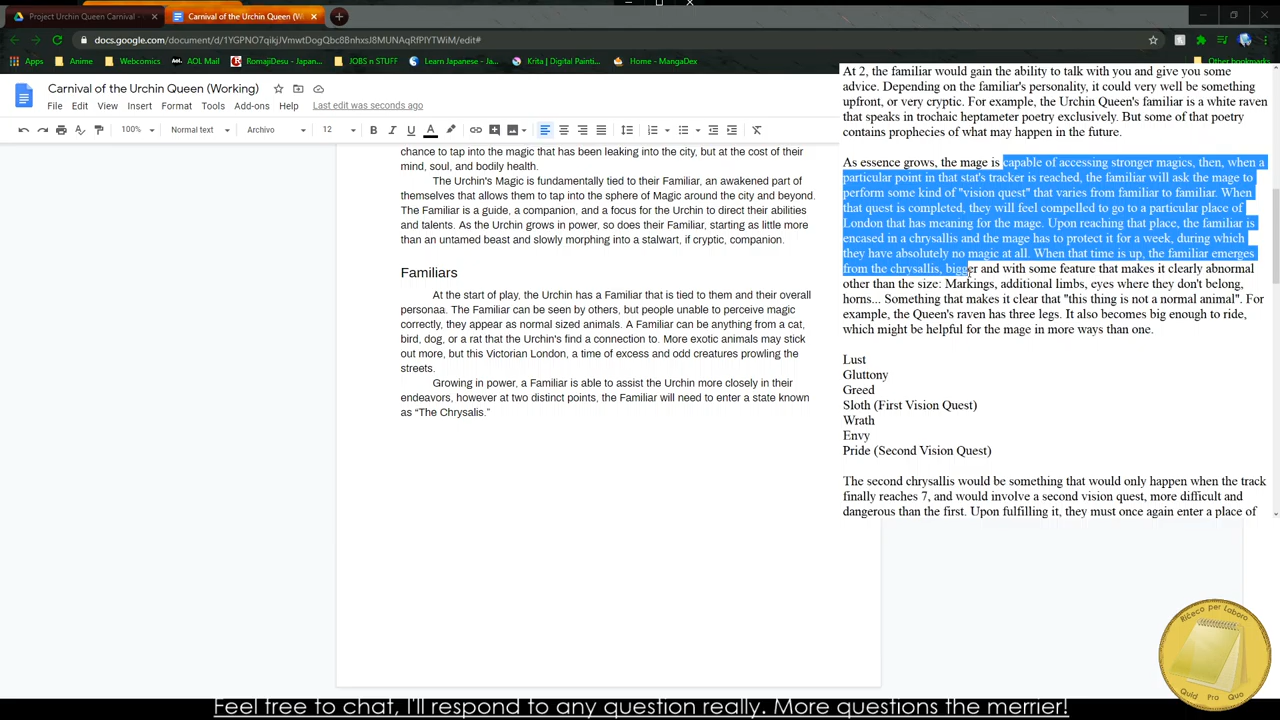 Project Urchin Queen Carnival -
Carnival of the Urchin Queen (W
docs.google.com/document/d/1YGPNO7qikjJVmwtDogQbc8BnhxsJ8MUNAqRfPlYTWiM/edit#
Apps
Anime
Webcomics
AOL Mail
RomajiDesu - Japan...
JOBS n STUFF
Learn Japanese - Ja...
Krita | Digital Painti...
Home - MangaDex
Other bookmarks
Carnival of the Urchin Queen (Working)
File Edit View Insert Format Tools Add-ons Help Last edit was seconds ago
100% Normal text Archivo 12
chance to tap into the magic that has been leaking into the city, but at the cost of their
mind, soul, and bodily health.
The Urchin's Magic is fundamentally tied to their Familiar, an awakened part of
themselves that allows them to tap into the sphere of Magic around the city and beyond.
The Familiar is a guide, a companion, and a focus for the Urchin to direct their abilities
and talents. As the Urchin grows in power, so does their Familiar, starting as little more
than an untamed beast and slowly morphing into a stalwart, if cryptic, companion.
Familiars
At the start of play, the Urchin has a Familiar that is tied to them and their overall
personaa. The Familiar can be seen by others, but people unable to perceive magic
correctly, they appear as normal sized animals. A Familiar can be anything from a cat,
bird, dog, or a rat that the Urchin's find a connection to. More exotic animals may stick
out more, but this Victorian London, a time of excess and odd creatures prowling the
streets.
Growing in power, a Familiar is able to assist the Urchin more closely in their
endeavors, however at two distinct points, the Familiar will need to enter a state known
as “The Chrysalis.”
At 2, the familiar would gain the ability to talk with you and give you some
advice. Depending on the familiar's personality, it could very well be something
upfront, or very cryptic. For example, the Urchin Queen's familiar is a white raven
that speaks in trochaic heptameter poetry exclusively. But some of that poetry
contains prophecies of what may happen in the future.
As essence grows, the mage is capable of accessing stronger magics, then, when a
particular point in that stat's tracker is reached, the familiar will ask the mage to
perform some kind of "vision quest" that varies from familiar to familiar. When
that quest is completed, they will feel compelled to go to a particular place of
London that has meaning for the mage. Upon reaching that place, the familiar is
encased in a chrysallis and the mage has to protect it for a week, during which
they have absolutely no magic at all. When that time is up, the familiar emerges
from the chrysallis, bigger and with some feature that makes it clearly abnormal
other than the size: Markings, additional limbs, eyes where they don't belong,
horns... Something that makes it clear that "this thing is not a normal animal". For
example, the Queen's raven has three legs. It also becomes big enough to ride,
which might be helpful for the mage in more ways than one.
Lust
Gluttony
Greed
Sloth (First Vision Quest)
Wrath
Envy
Pride (Second Vision Quest)
The second chrysallis would be something that would only happen when the track
finally reaches 7, and would involve a second vision quest, more difficult and
dangerous than the first. Upon fulfilling it, they must once again enter a place of
Quid Pro Quo
Feel free to chat, I'll respond to any question really. More questions the merrier!